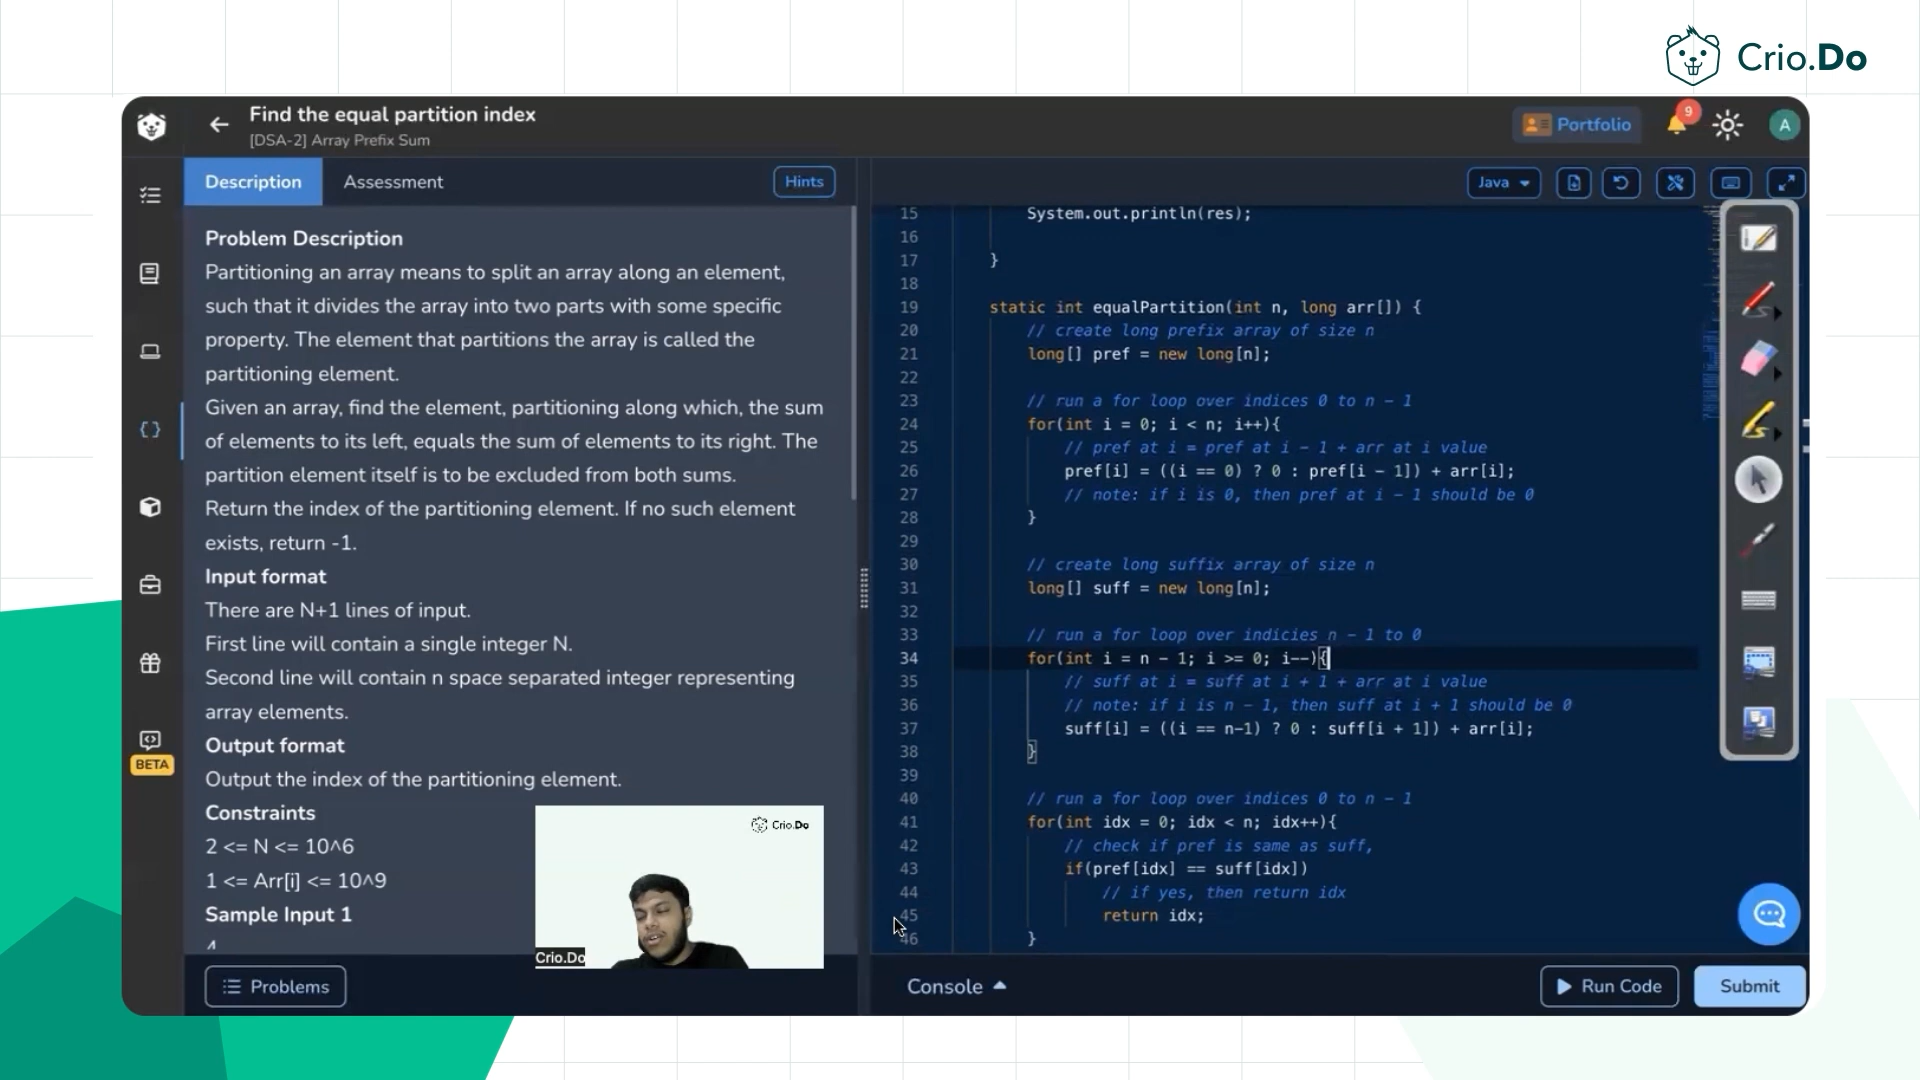 Crio.Do
Find the equal partition index
[DSA-2] Array Prefix Sum
Portfolio
9
A
Description
Assessment
Hints
Java
Problem Description
Partitioning an array means to split an array along an element,
such that it divides the array into two parts with some specific
property. The element that partitions the array is called the
partitioning element.
Given an array, find the element, partitioning along which, the sum
of elements to its left, equals the sum of elements to its right. The
partition element itself is to be excluded from both sums.
Return the index of the partitioning element. If no such element
exists, return -1.
Input format
There are N+1 lines of input.
First line will contain a single integer N.
Second line will contain n space separated integer representing
array elements.
Output format
Output the index of the partitioning element.
Constraints
2 <= N <= 10^6
1 <= Arr[i] <= 10^9
Sample Input 1
4
BETA
Crio.Do
Crio.Do
Problems
15 System.out.println(res);
16
17 }
18
19 static int equalPartition(int n, long arr[]) {
20 // create long prefix array of size n
21 long[] pref = new long[n];
22
23 // run a for loop over indices 0 to n - 1
24 for(int i = 0; i < n; i++){
25 // pref at i = pref at i - 1 + arr at i value
26 pref[i] = ((i == 0) ? 0 : pref[i - 1]) + arr[i];
27 // note: if i is 0, then pref at i - 1 should be 0
28 }
29
30 // create long suffix array of size n
31 long[] suff = new long[n];
32
33 // run a for loop over indicies n - 1 to 0
34 for(int i = n - 1; i >= 0; i--){
35 // suff at i = suff at i + 1 + arr at i value
36 // note: if i is n - 1, then suff at i + 1 should be 0
37 suff[i] = ((i == n-1) ? 0 : suff[i + 1]) + arr[i];
38 }
39
40 // run a for loop over indices 0 to n - 1
41 for(int idx = 0; idx < n; idx++){
42 // check if pref is same as suff,
43 if(pref[idx] == suff[idx])
44 // if yes, then return idx
45 return idx;
46 }
Console
Run Code
Submit